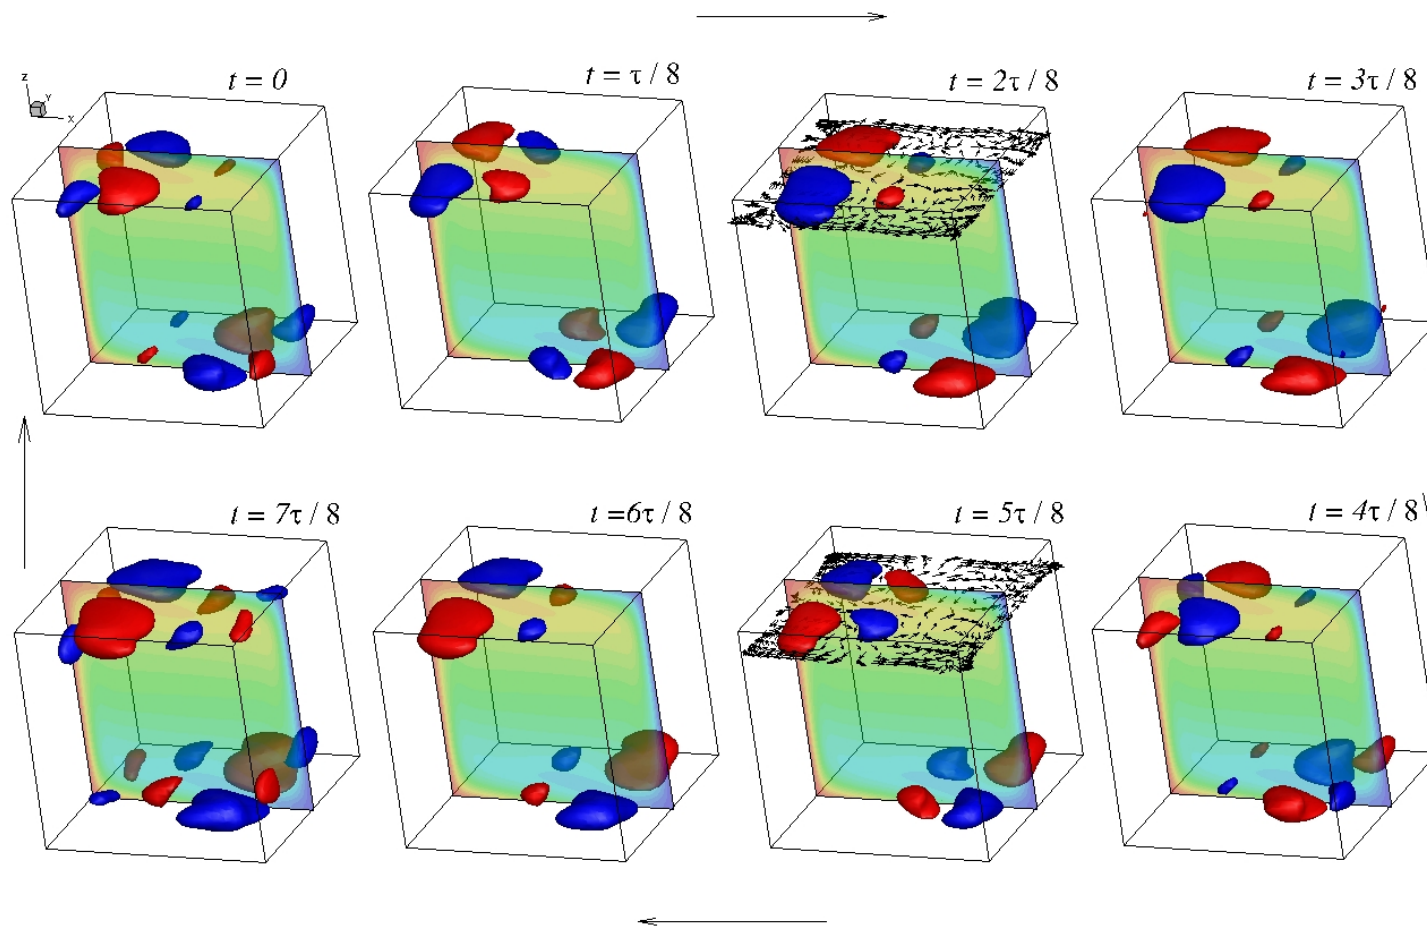 t = 0
t = τ / 8
t = 2τ / 8
t = 3τ / 8
Z
Y
X
t = 7τ / 8
t =6τ / 8
t = 5τ / 8
t = 4τ / 8